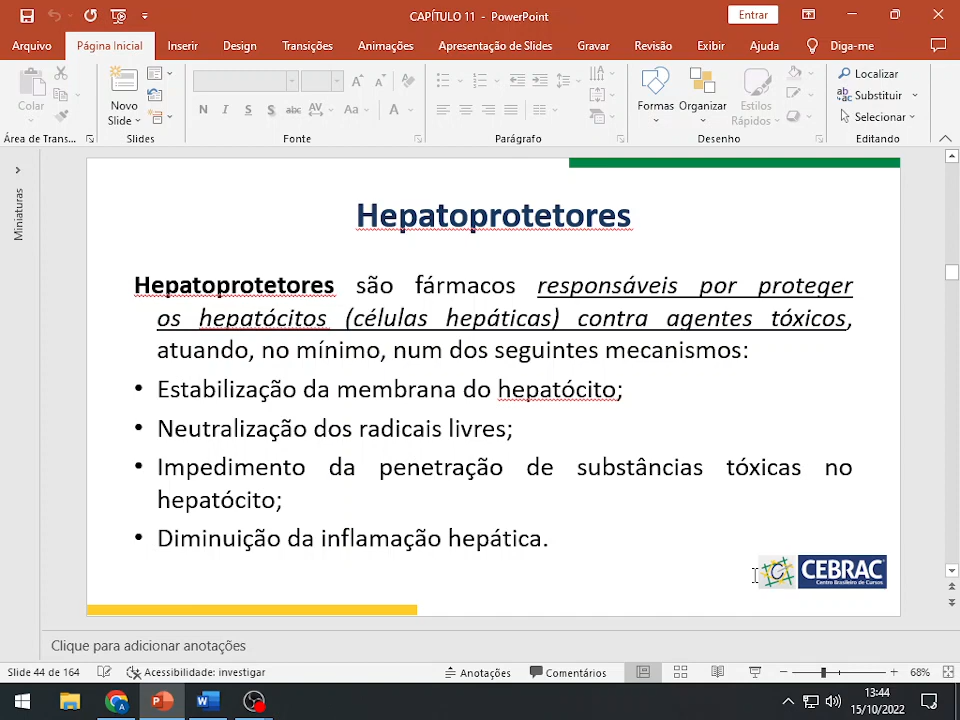 CAPÍTULO 11 - PowerPoint
Entrar
Arquivo Página Inicial Inserir Design Transições Animações Apresentação de Slides Gravar Revisão Exibir Ajuda Diga-me
Colar
Novo Slide
Formas Organizar Estilos Rápidos
Localizar
Substituir
Selecionar
N I S S abc AV Aa A
Área de Trans... Slides Fonte Parágrafo Desenho Editando
Miniaturas
Hepatoprotetores
Hepatoprotetores são fármacos responsáveis por proteger
os hepatócitos (células hepáticas) contra agentes tóxicos,
atuando, no mínimo, num dos seguintes mecanismos:
• Estabilização da membrana do hepatócito;
• Neutralização dos radicais livres;
• Impedimento da penetração de substâncias tóxicas no
hepatócito;
• Diminuição da inflamação hepática.
CEBRAC
Centro Brasileiro de Cursos
Clique para adicionar anotações
Slide 44 de 164 Acessibilidade: investigar Anotações Comentários 68%
13:44
15/10/2022